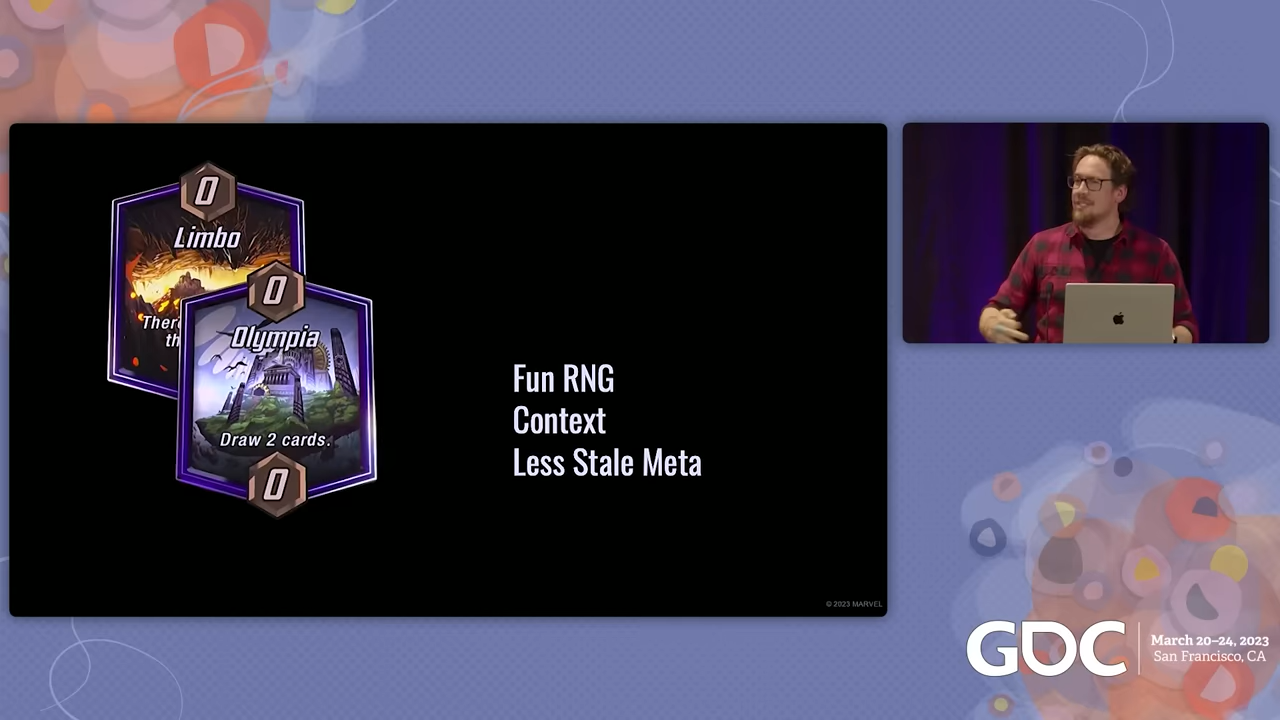 0
Limbo
There
th
0
Olympia
Draw 2 cards.
0
Fun RNG
Context
Less Stale Meta
© 2023 MARVEL
GDC
March 20–24, 2023
San Francisco, CA